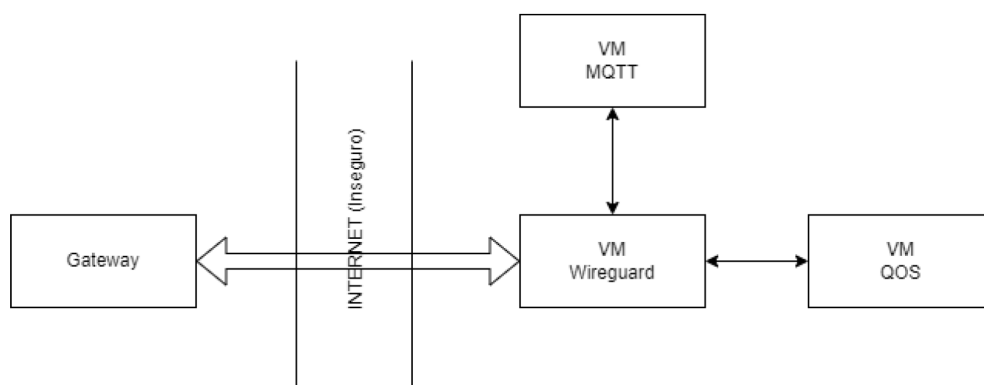 VM
MQTT
INTERNET (Inseguro)
Gateway
VM
Wireguard
VM
QOS